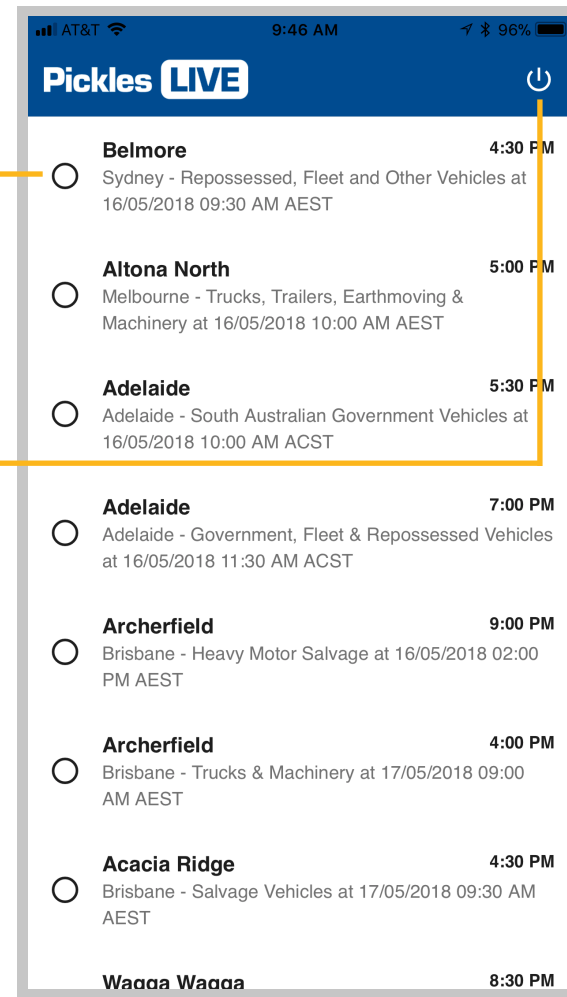 AT&T 9:46 AM 96%
Pickles LIVE
Belmore 4:30 PM
Sydney - Repossessed, Fleet and Other Vehicles at
16/05/2018 09:30 AM AEST
Altona North 5:00 PM
Melbourne - Trucks, Trailers, Earthmoving &
Machinery at 16/05/2018 10:00 AM AEST
Adelaide 5:30 PM
Adelaide - South Australian Government Vehicles at
16/05/2018 10:00 AM ACST
Adelaide 7:00 PM
Adelaide - Government, Fleet & Repossessed Vehicles
at 16/05/2018 11:30 AM ACST
Archerfield 9:00 PM
Brisbane - Heavy Motor Salvage at 16/05/2018 02:00
PM AEST
Archerfield 4:00 PM
Brisbane - Trucks & Machinery at 17/05/2018 09:00
AM AEST
Acacia Ridge 4:30 PM
Brisbane - Salvage Vehicles at 17/05/2018 09:30 AM
AEST
Wagga Wagga 8:30 PM